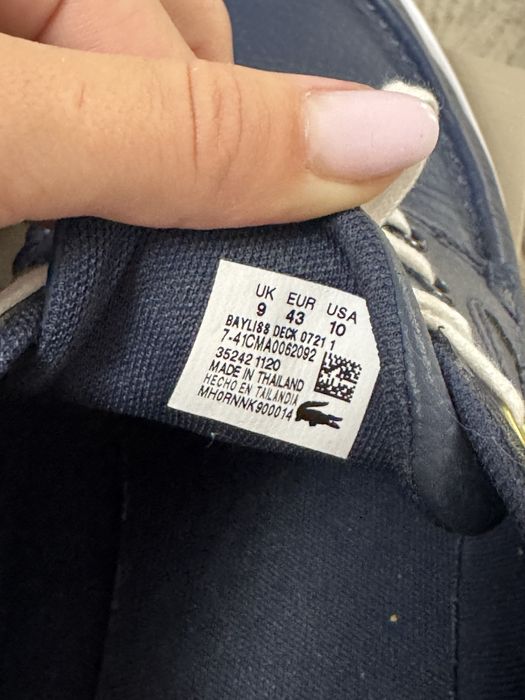 UK EUR USA
9 43 10
BAYLISS DECK 0721 1
7-41CMA0062092
35242 1120
MADE IN THAILAND
HECHO EN TAILANDIA
MH0RNNK900014